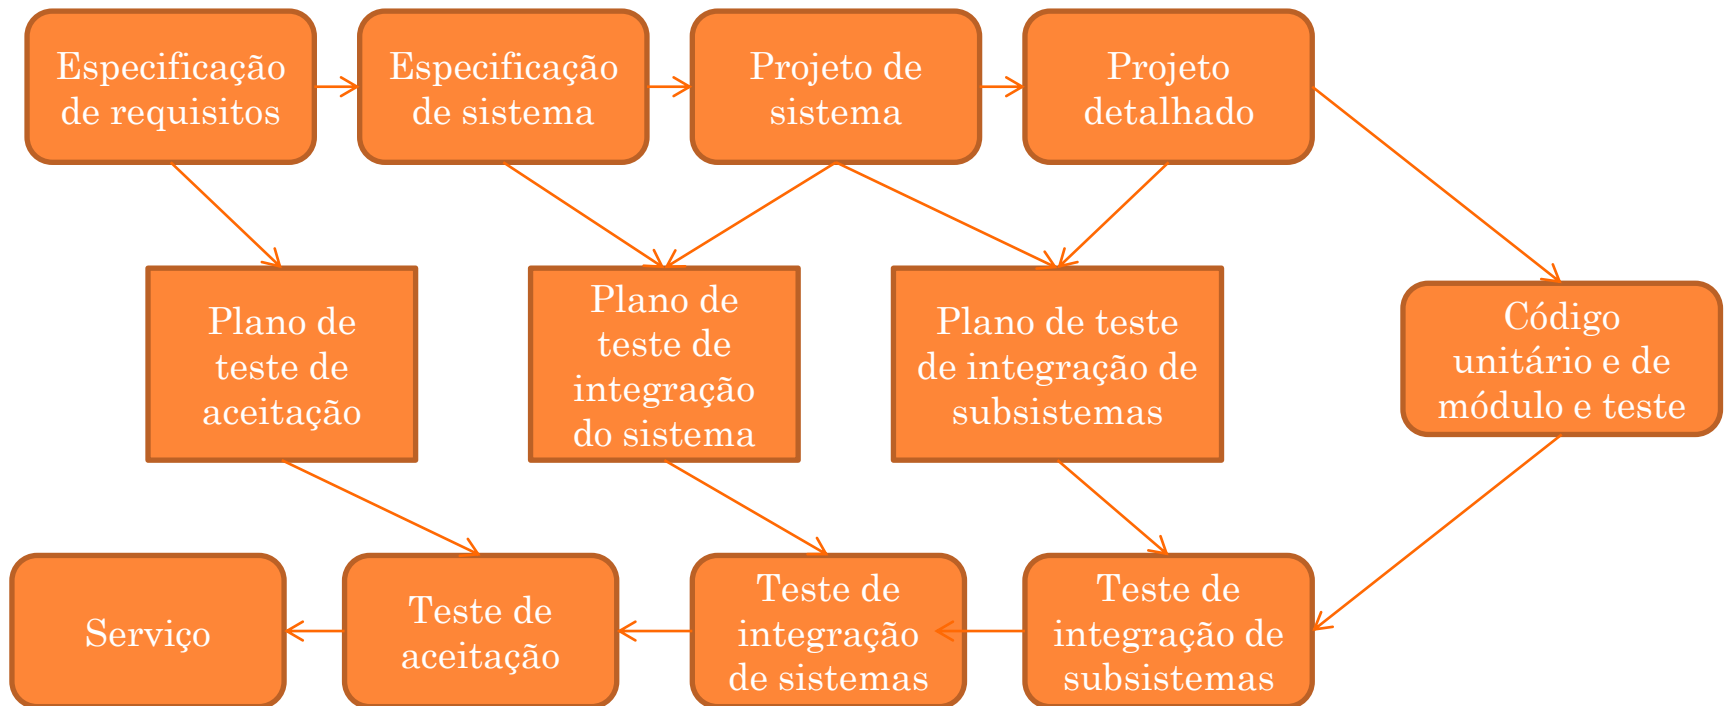 Especificação
de requisitos
Especificação
de sistema
Projeto de
sistema
Projeto
detalhado
Plano de
teste de
aceitação
Plano de
teste de
integração
do sistema
Plano de teste
de integração de
subsistemas
Código
unitário e de
módulo e teste
Serviço
Teste de
aceitação
Teste de
integração
de sistemas
Teste de
integração de
subsistemas